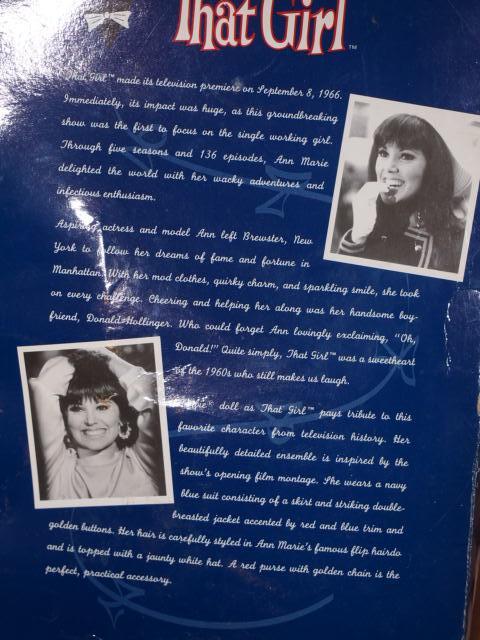 That Girl™
That Girl™ made its television premiere on September 8, 1966.
Immediately, its impact was huge, as this groundbreaking
show was the first to focus on the single working girl.
Through five seasons and 136 episodes, Ann Marie
delighted the world with her wacky adventures and
infectious enthusiasm.
Aspiring actress and model Ann left Brewster, New
York to follow her dreams of fame and fortune in
Manhattan. With her mod clothes, quirky charm, and sparkling smile, she took
on every challenge. Cheering and helping her along was her handsome boy-
friend, Donald Hollinger. Who could forget Ann lovingly exclaiming, "Oh,
Donald!" Quite simply, That Girl™ was a sweetheart
of the 1960s who still makes us laugh.
doll as That Girl™ pays tribute to this
favorite character from television history. Her
beautifully detailed ensemble is inspired by the
show's opening film montage. She wears a navy
blue suit consisting of a skirt and striking double-
breasted jacket accented by red and blue trim and
golden buttons. Her hair is carefully styled in Ann Marie's famous flip hairdo
and is topped with a jaunty white hat. A red purse with golden chain is the
perfect, practical accessory.